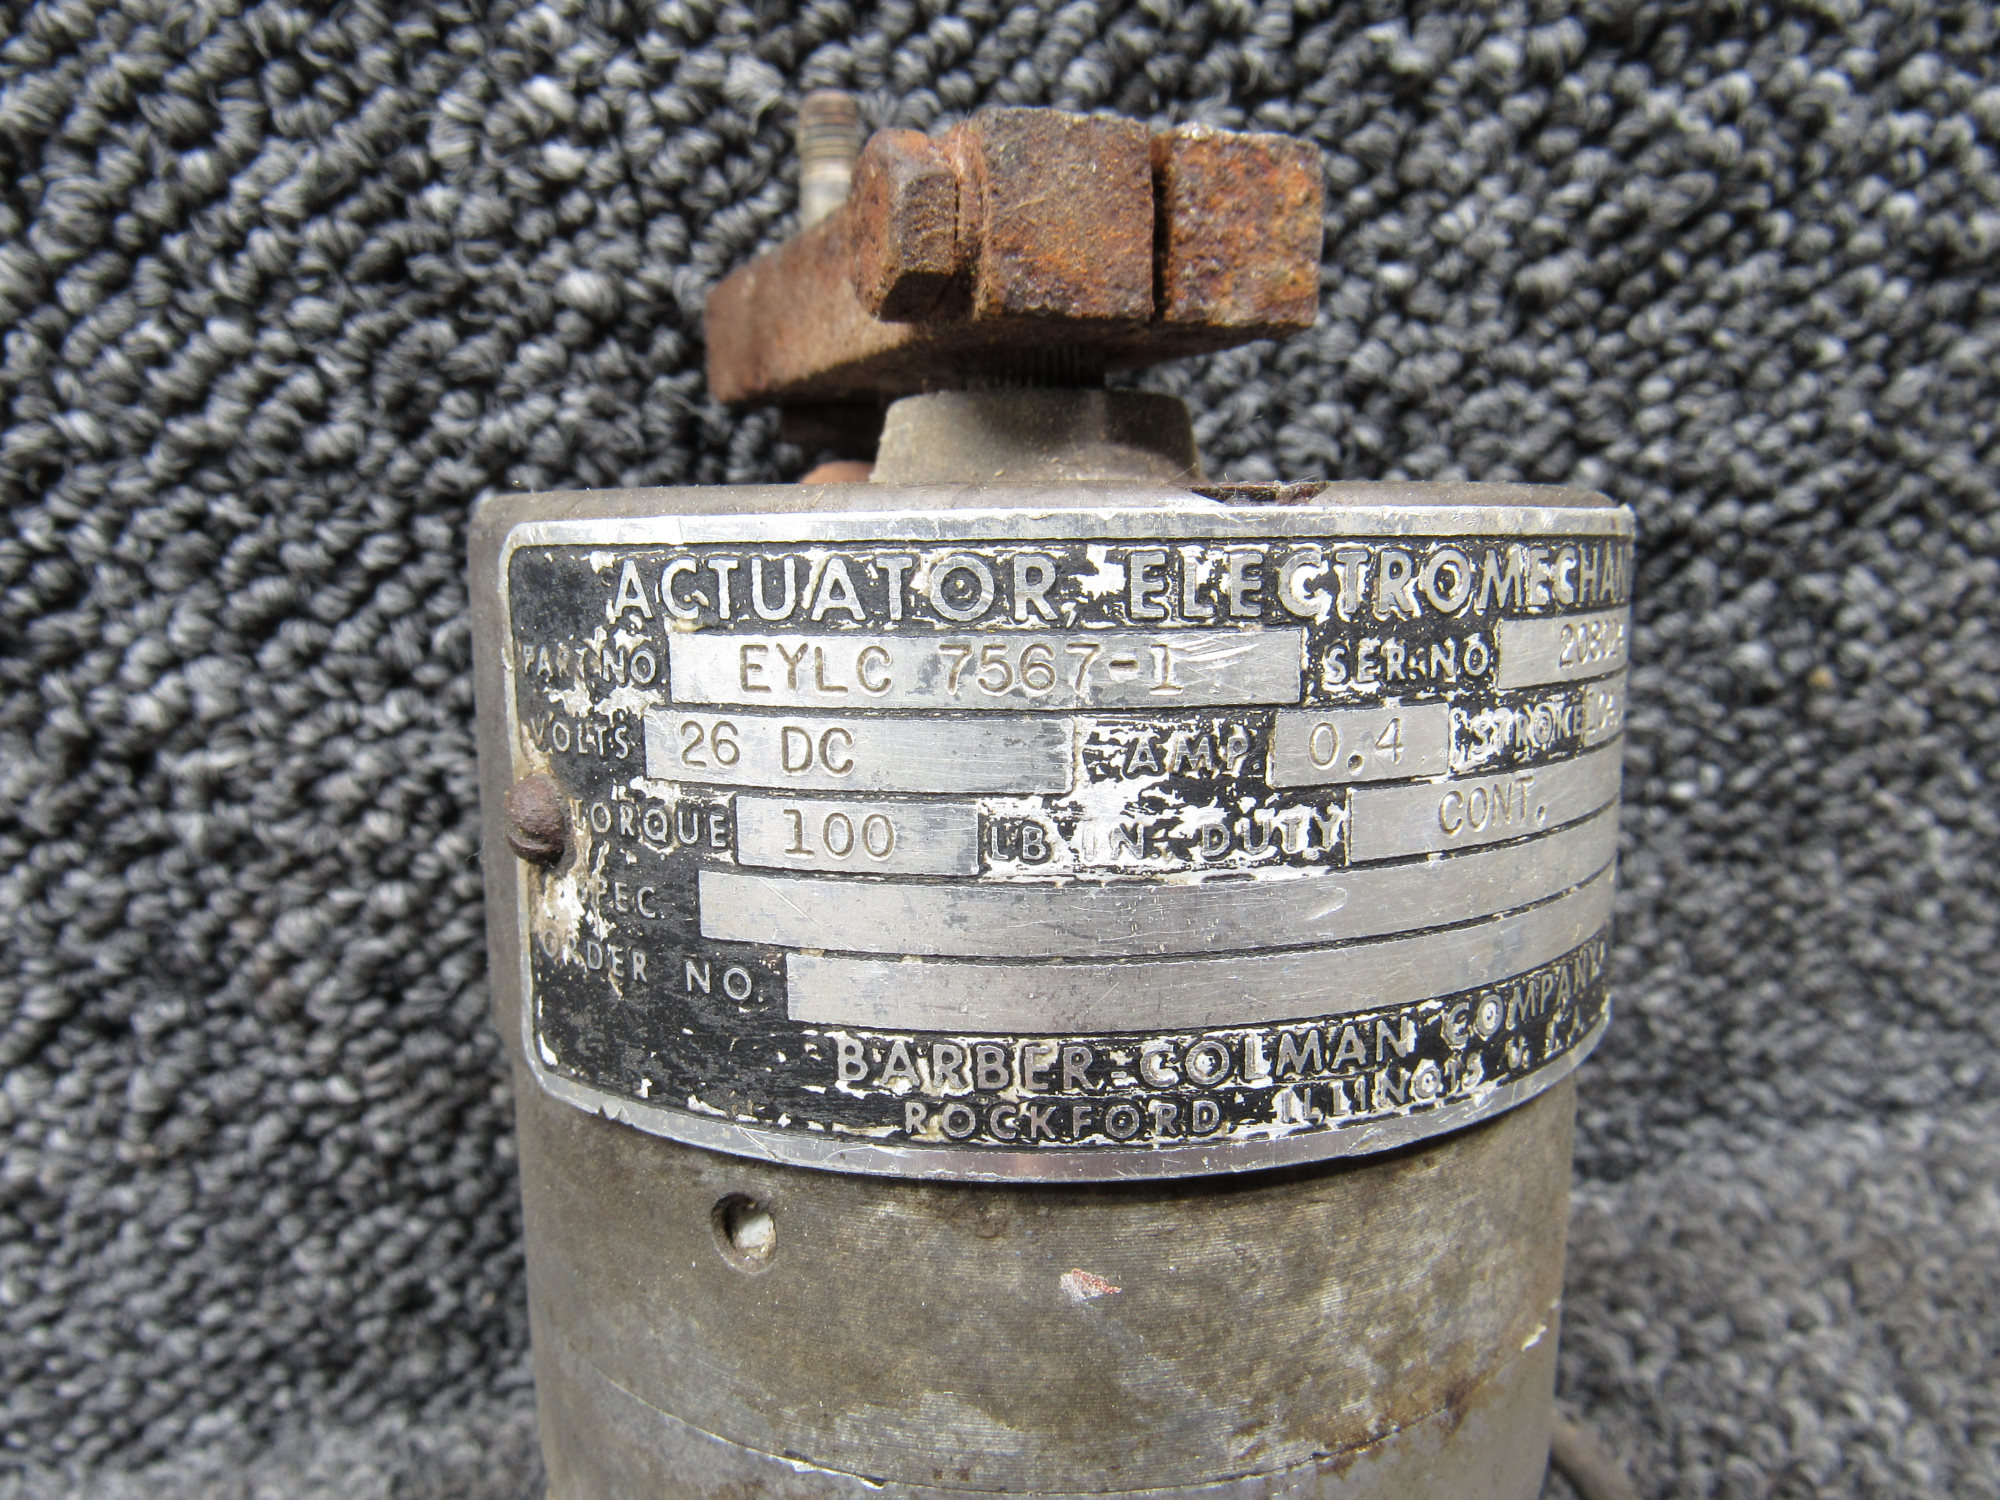 ACTUATOR, ELECTROMECHAN
PART NO. EYLC 7567-1 SER. NO.
VOLTS 26 DC AMP. 0.4 STROKE
TORQUE 100 LB IN. DUTY CONT.
SPEC.
ORDER NO.
BARBER-COLMAN COMPANY
ROCKFORD ILLINOIS U. S. A.